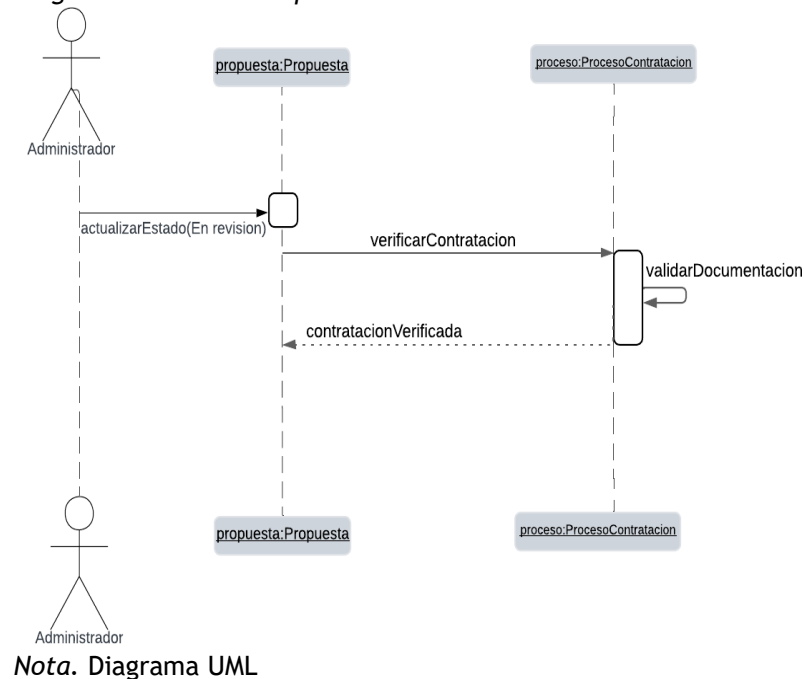 propuesta:Propuesta
proceso:ProcesoContratacion
Administrador
actualizarEstado(En revision)
verificarContratacion
validarDocumentacion
contratacionVerificada
propuesta:Propuesta
proceso:ProcesoContratacion
Administrador
Nota. Diagrama UML